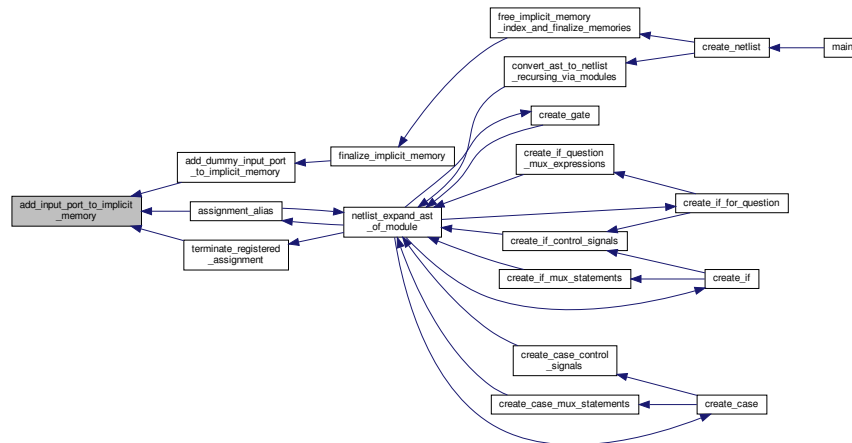 free_implicit_memory
_index_and_finalize_memories
create_netlist
main
convert_ast_to_netlist
_recursing_via_modules
create_gate
finalize_implicit_memory
create_if_question
_mux_expressions
add_dummy_input_port
_to_implicit_memory
add_input_port_to_implicit
_memory
assignment_alias
netlist_expand_ast
_of_module
create_if_for_question
terminate_registered
_assignment
create_if_control_signals
create_if_mux_statements
create_if
create_case_control
_signals
create_case_mux_statements
create_case